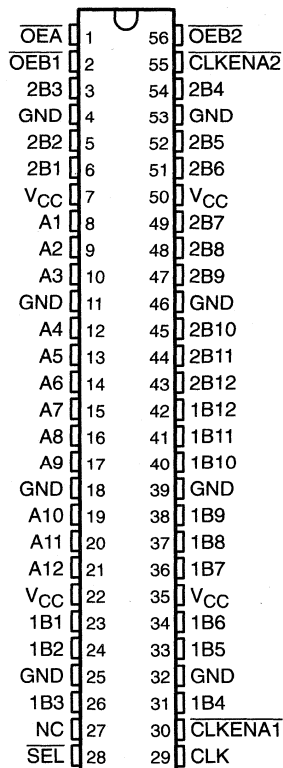 OEA 1 56 OEB2
OEB1 2 55 CLKENA2
2B3 3 54 2B4
GND 4 53 GND
2B2 5 52 2B5
2B1 6 51 2B6
VCC 7 50 VCC
A1 8 49 2B7
A2 9 48 2B8
A3 10 47 2B9
GND 11 46 GND
A4 12 45 2B10
A5 13 44 2B11
A6 14 43 2B12
A7 15 42 1B12
A8 16 41 1B11
A9 17 40 1B10
GND 18 39 GND
A10 19 38 1B9
A11 20 37 1B8
A12 21 36 1B7
VCC 22 35 VCC
1B1 23 34 1B6
1B2 24 33 1B5
GND 25 32 GND
1B3 26 31 1B4
NC 27 30 CLKENA1
SEL 28 29 CLK